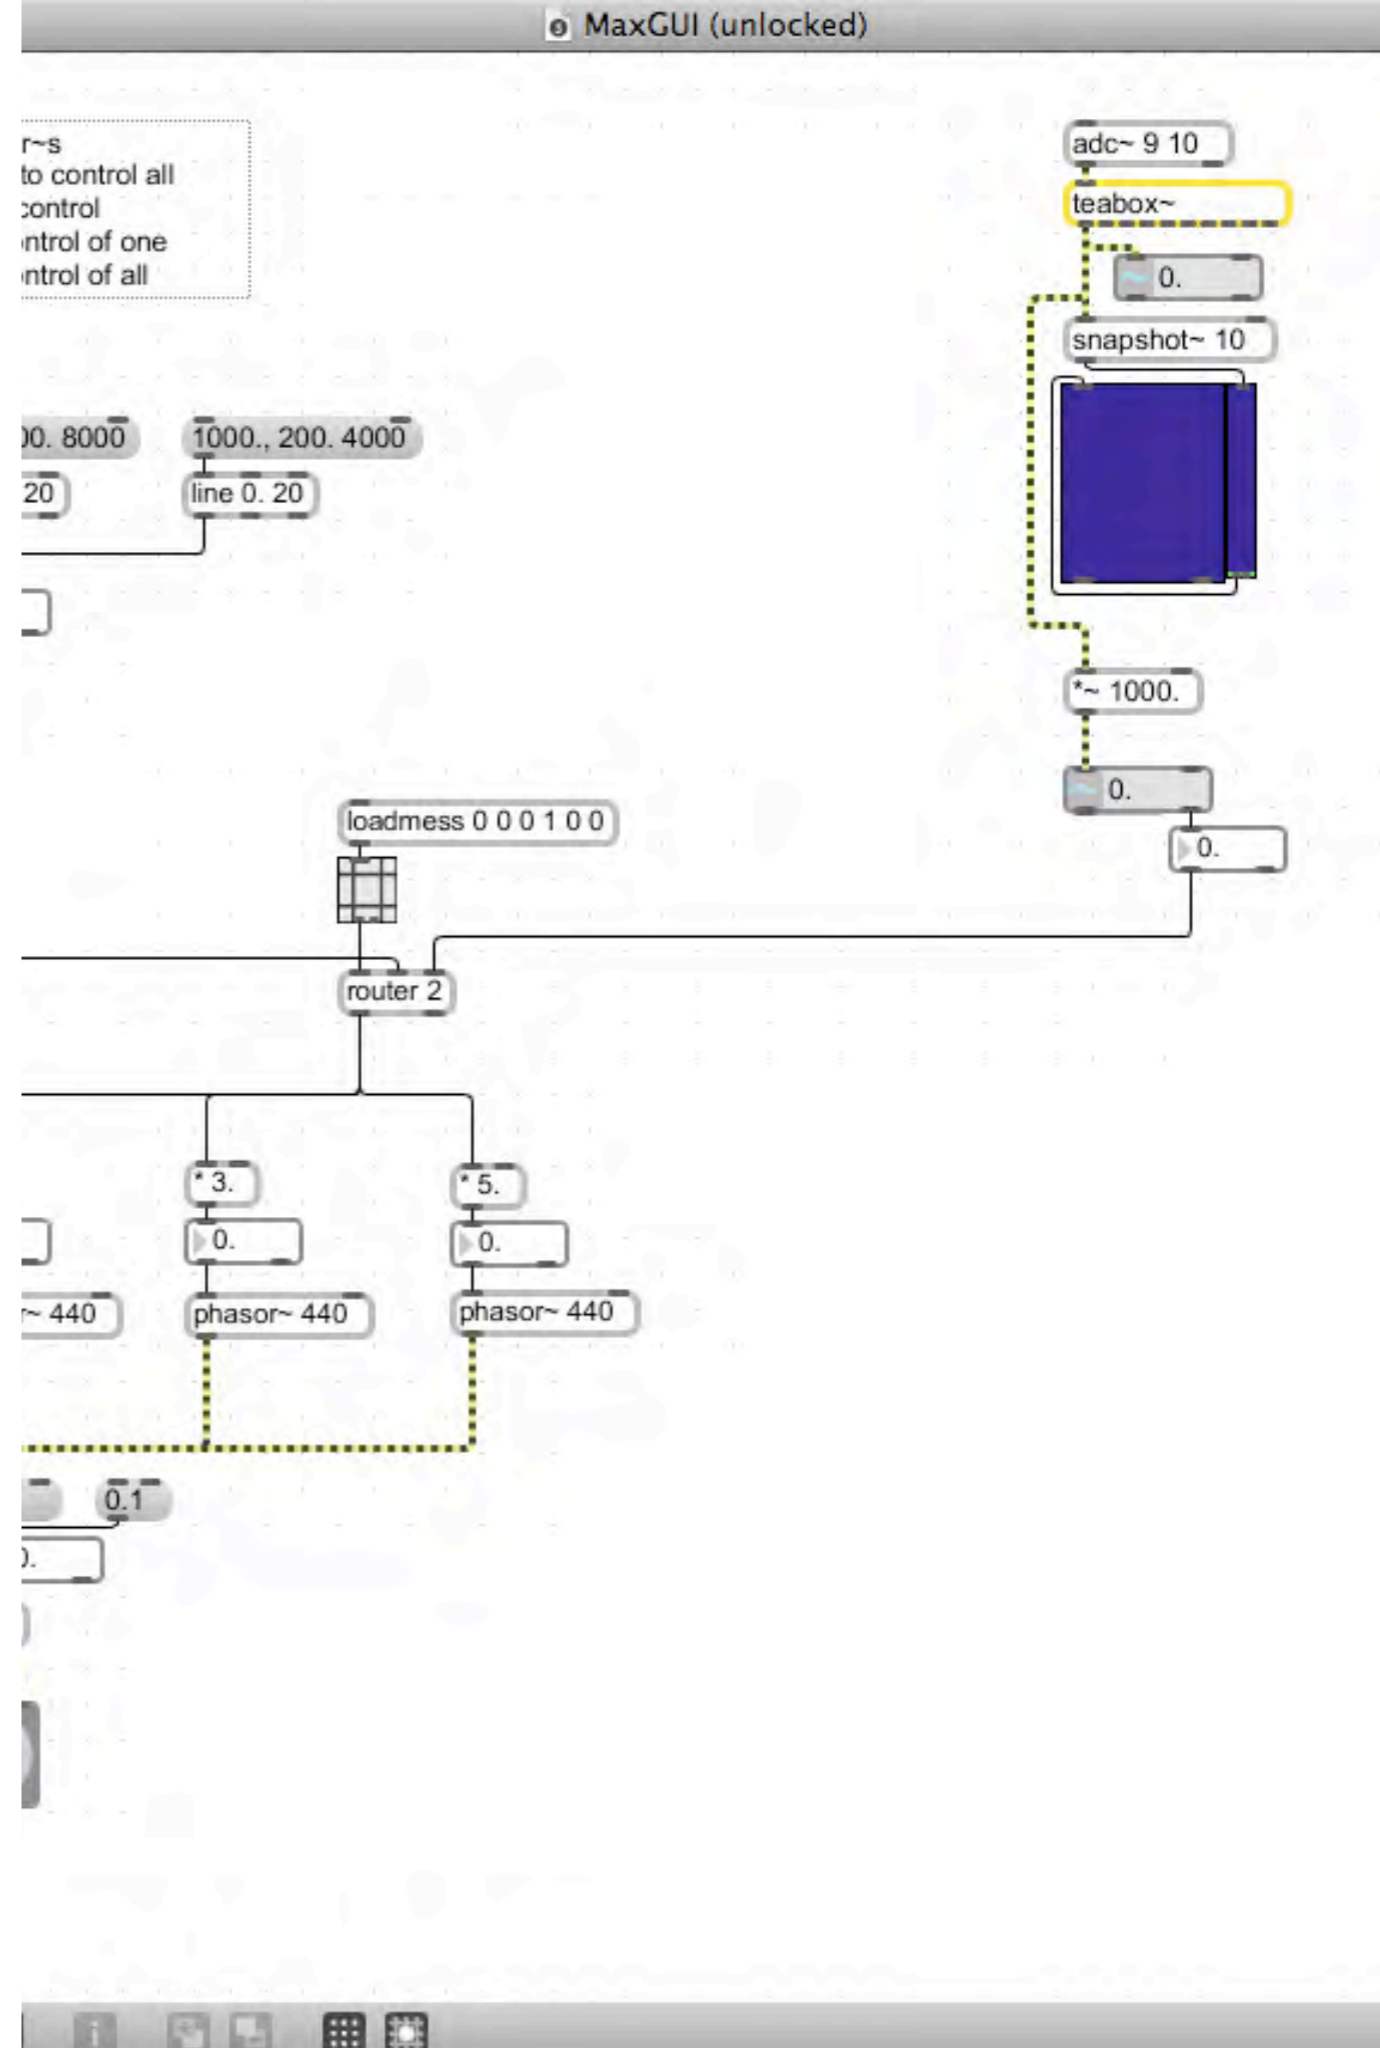 MaxGUI (unlocked)
r~s
to control all
control
ntrol of one
ntrol of all
adc~ 9 10
teabox~
0.
snapshot~ 10
00. 8000
1000., 200. 4000
20
line 0. 20
*~ 1000.
0.
0.
loadmess 0 0 0 1 0 0
router 2
* 3.
* 5.
0.
0.
r~ 440
phasor~ 440
phasor~ 440
0.1
0.